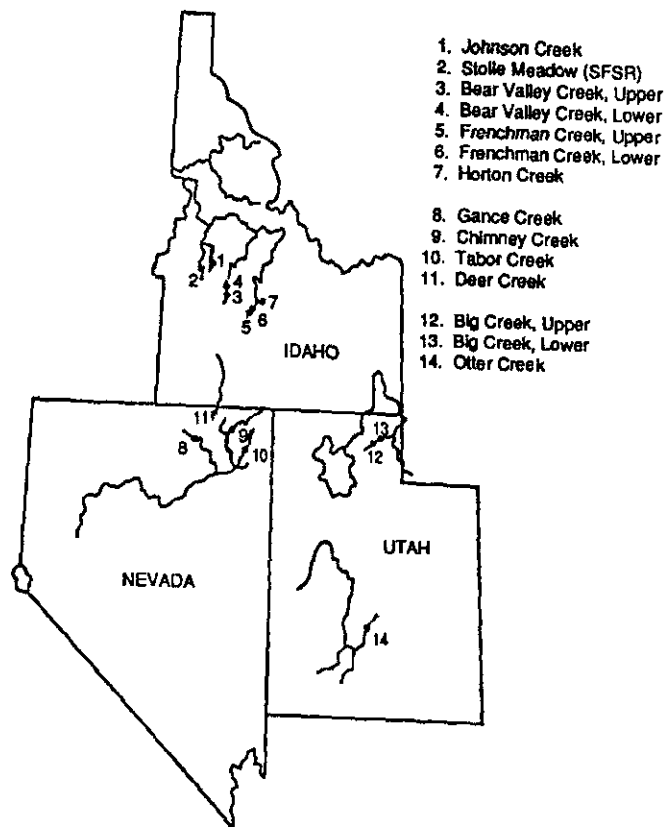 1. Johnson Creek
2. Stolle Meadow (SFSR)
3. Bear Valley Creek, Upper
4. Bear Valley Creek, Lower
5. Frenchman Creek, Upper
6. Frenchman Creek, Lower
7. Horton Creek
8. Gance Creek
9. Chimney Creek
10. Tabor Creek
11. Deer Creek
12. Big Creek, Upper
13. Big Creek, Lower
14. Otter Creek
1
2
4
3
7
6
5
IDAHO
11
9
8
10
13
12
UTAH
NEVADA
14